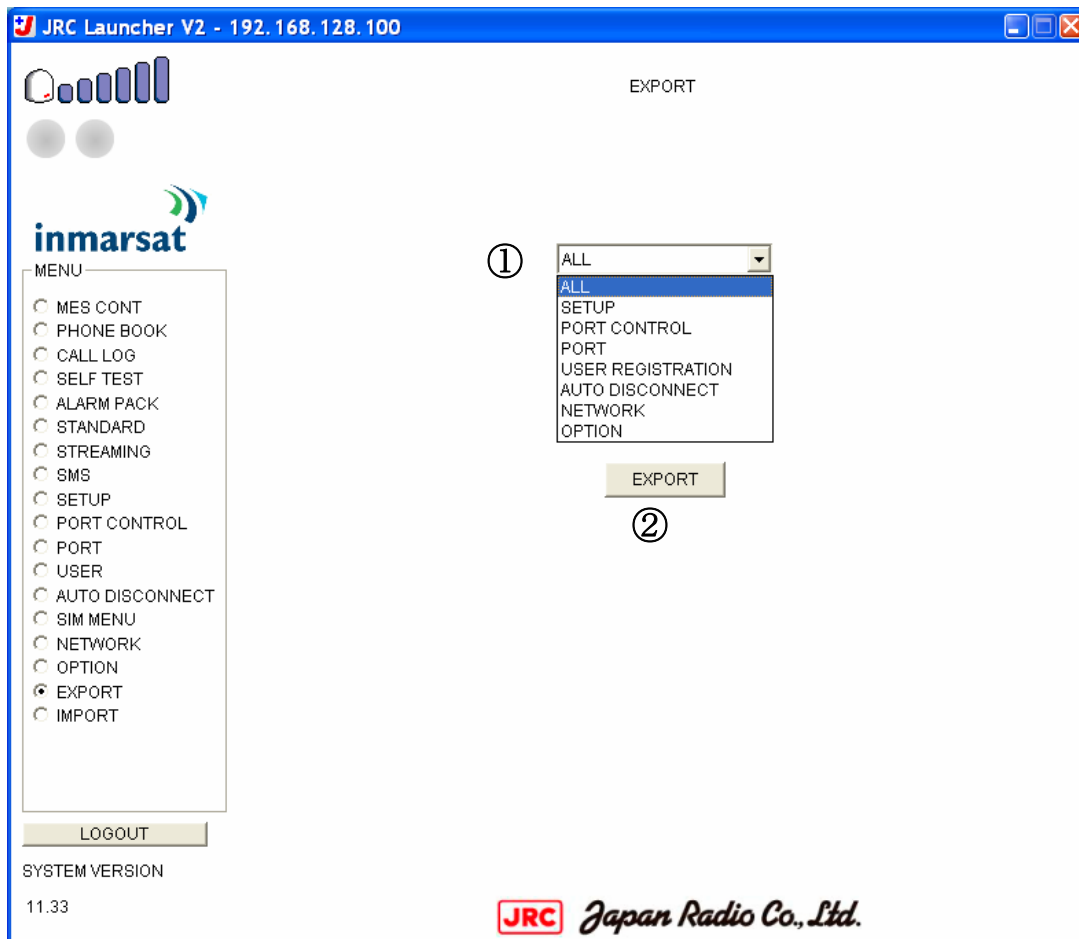 JRC Launcher V2 - 192.168.128.100
EXPORT
inmarsat
MENU
MES CONT
PHONE BOOK
CALL LOG
SELF TEST
ALARM PACK
STANDARD
STREAMING
SMS
SETUP
PORT CONTROL
PORT
USER
AUTO DISCONNECT
SIM MENU
NETWORK
OPTION
EXPORT
IMPORT
LOGOUT
SYSTEM VERSION
11.33
① ALL
ALL
SETUP
PORT CONTROL
PORT
USER REGISTRATION
AUTO DISCONNECT
NETWORK
OPTION
EXPORT
②
JRC Japan Radio Co., Ltd.